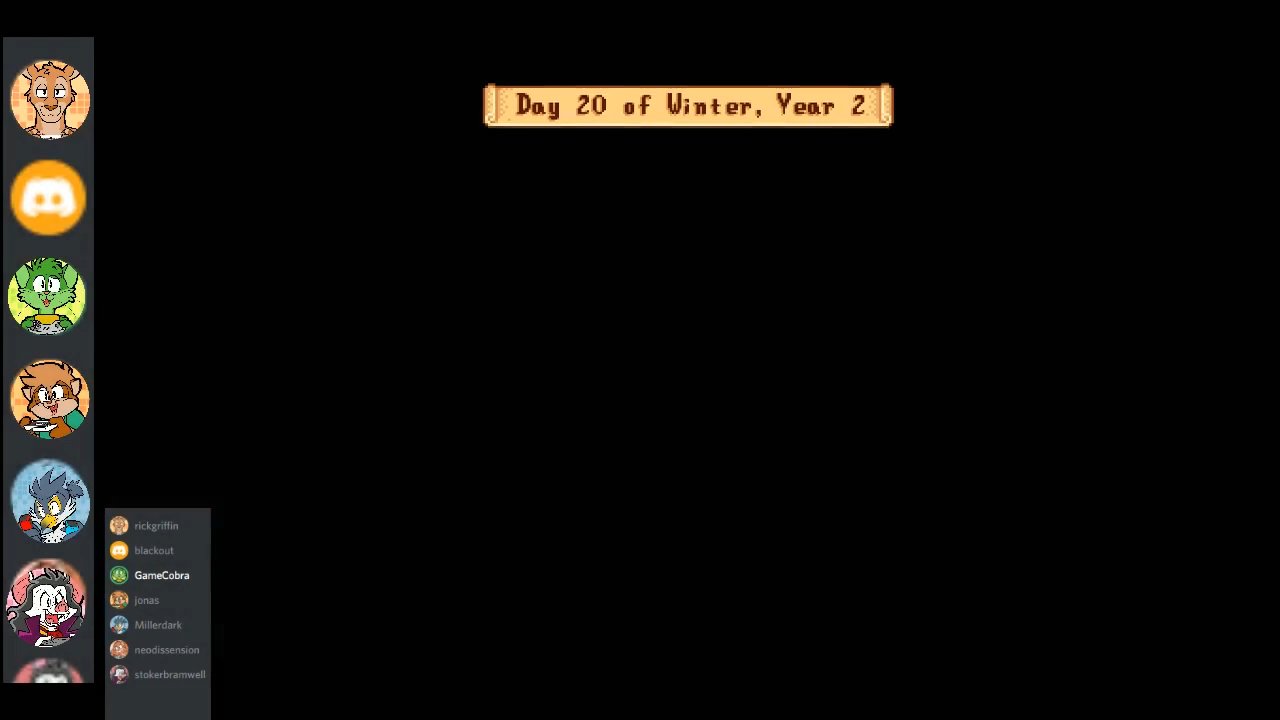 Day 20 of Winter, Year 2
rickgriffin
blackout
GameCobra
jonas
Millerdark
neodissension
stokerbramwell